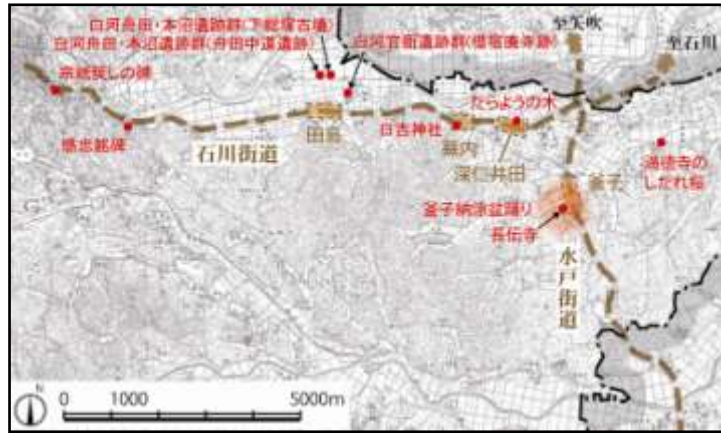 白河舟田・本沼遺跡群(下総塚古墳)
白河舟田・本沼遺跡群(舟田中道遺跡)
白河官衙遺跡群(借宿廃寺跡)
至矢吹
至石川
宗祇戻しの碑
感忠銘碑
石川街道
田島
日吉神社
たらようの木
蕪内
深仁井田
釜子
通徳寺の
しだれ桜
釜子納涼盆踊り
長伝寺
水戸街道
N
0 1000 5000m